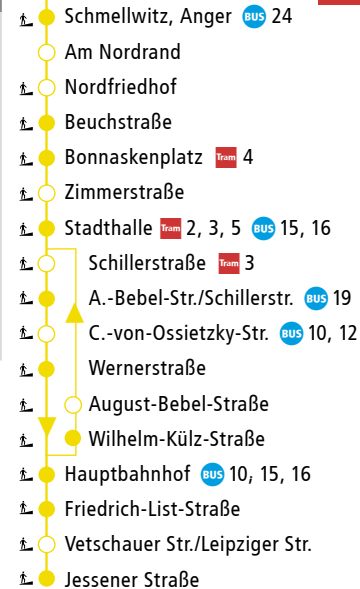 Schmellwitz, Anger BUS 24
Am Nordrand
Nordfriedhof
Beuchstraße
Bonnaskenplatz Tram 4
Zimmerstraße
Stadthalle Tram 2, 3, 5 BUS 15, 16
Schillerstraße Tram 3
A.-Bebel-Str./Schillerstr. BUS 19
C.-von-Ossietzky-Str. BUS 10, 12
Wernerstraße
August-Bebel-Straße
Wilhelm-Külz-Straße
Hauptbahnhof BUS 10, 15, 16
Friedrich-List-Straße
Vetschauer Str./Leipziger Str.
Jessener Straße